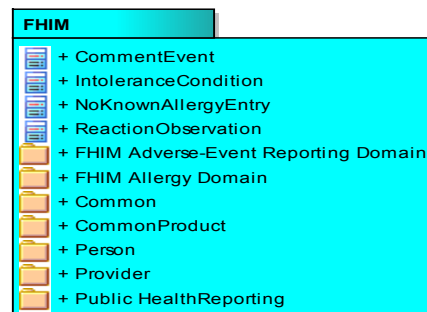 FHIM
+ CommentEvent
+ IntoleranceCondition
+ NoKnownAllergyEntry
+ ReactionObservation
+ FHIM Adverse-Event Reporting Domain
+ FHIM Allergy Domain
+ Common
+ CommonProduct
+ Person
+ Provider
+ Public HealthReporting